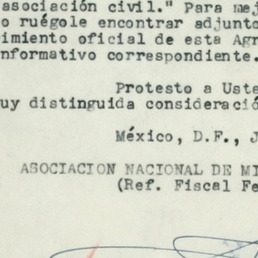 asociación civil." Para mej
o ruégole encontrar adjunto
imiento oficial de esta Agr
nformativo correspondiente.
Protesto a Uste
uy distinguida consideració
México, D.F., J
ASOCIACION NACIONAL DE MI
(Ref. Fiscal Fe